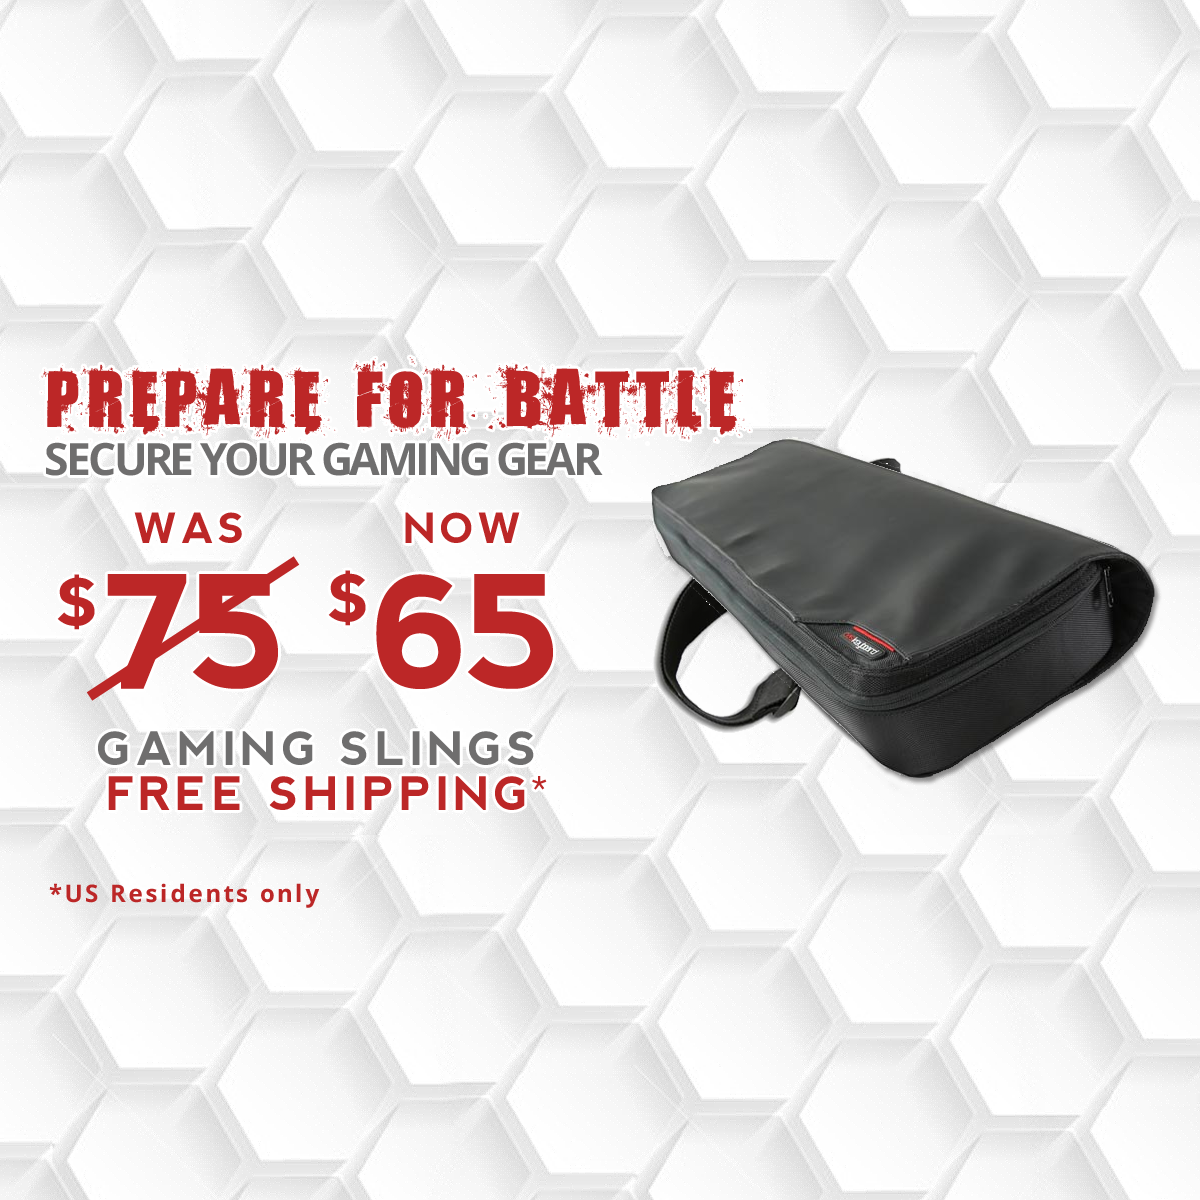 PREPARE FOR BATTLE
SECURE YOUR GAMING GEAR
WAS NOW
$75 $65
GAMING SLINGS
FREE SHIPPING*
*US Residents only